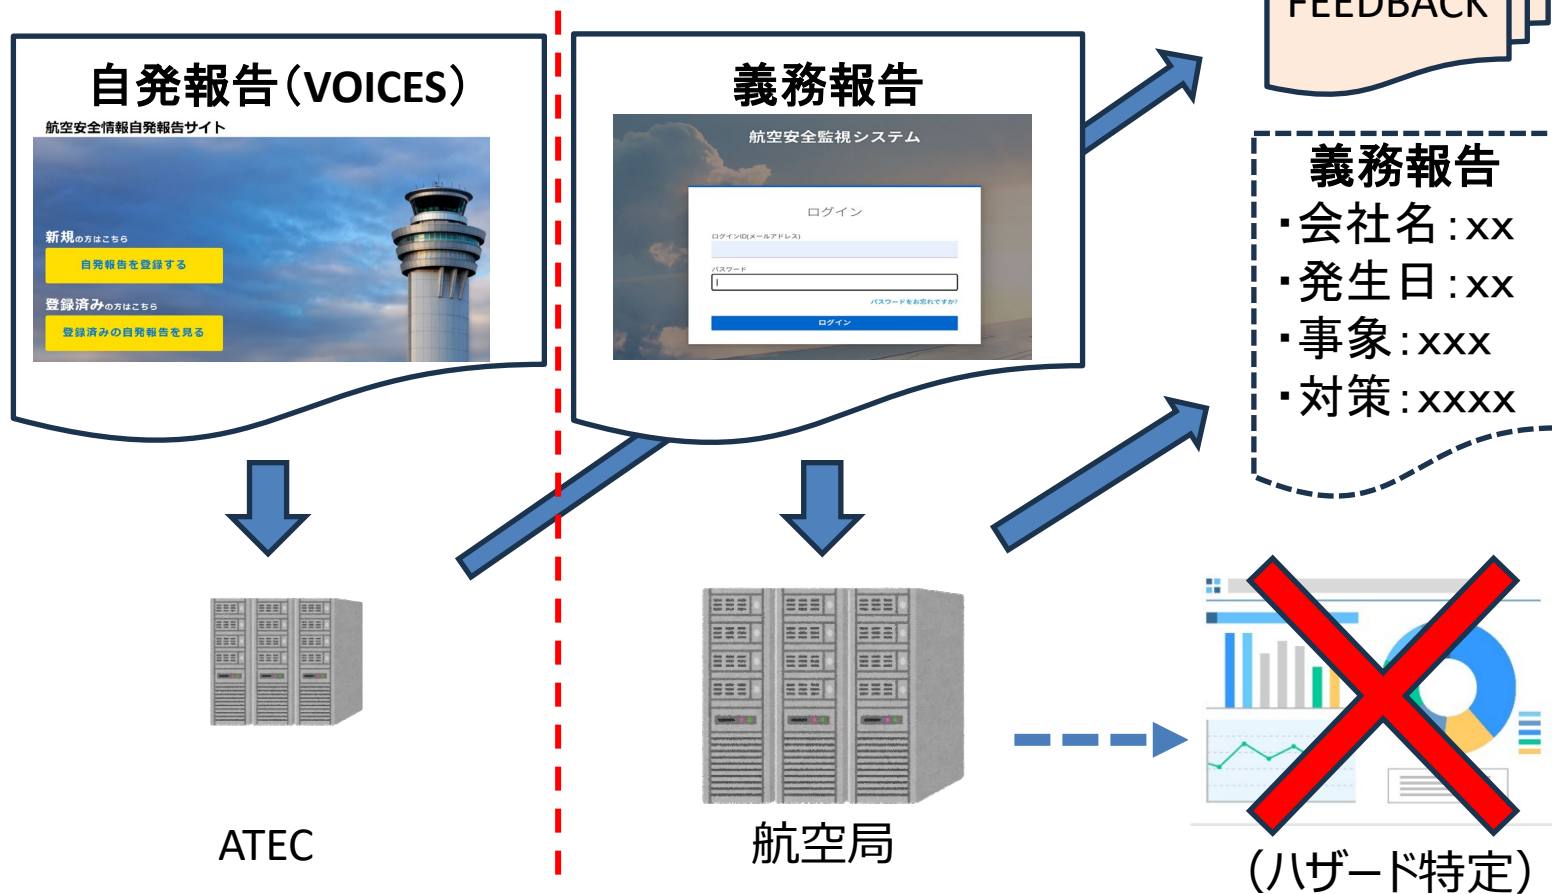 FEEDBACK
自発報告（VOICES）
航空安全情報自発報告サイト
新規の方はこちら
自発報告を登録する
登録済みの方はこちら
登録済みの自発報告を見る
義務報告
航空安全監視システム
ログイン
ログインID(メールアドレス)
パスワード
パスワードをお忘れですか?
ログイン
義務報告
・会社名：xx
・発生日：xx
・事象：xxx
・対策：xxxx
ATEC
航空局
（ハザード特定）